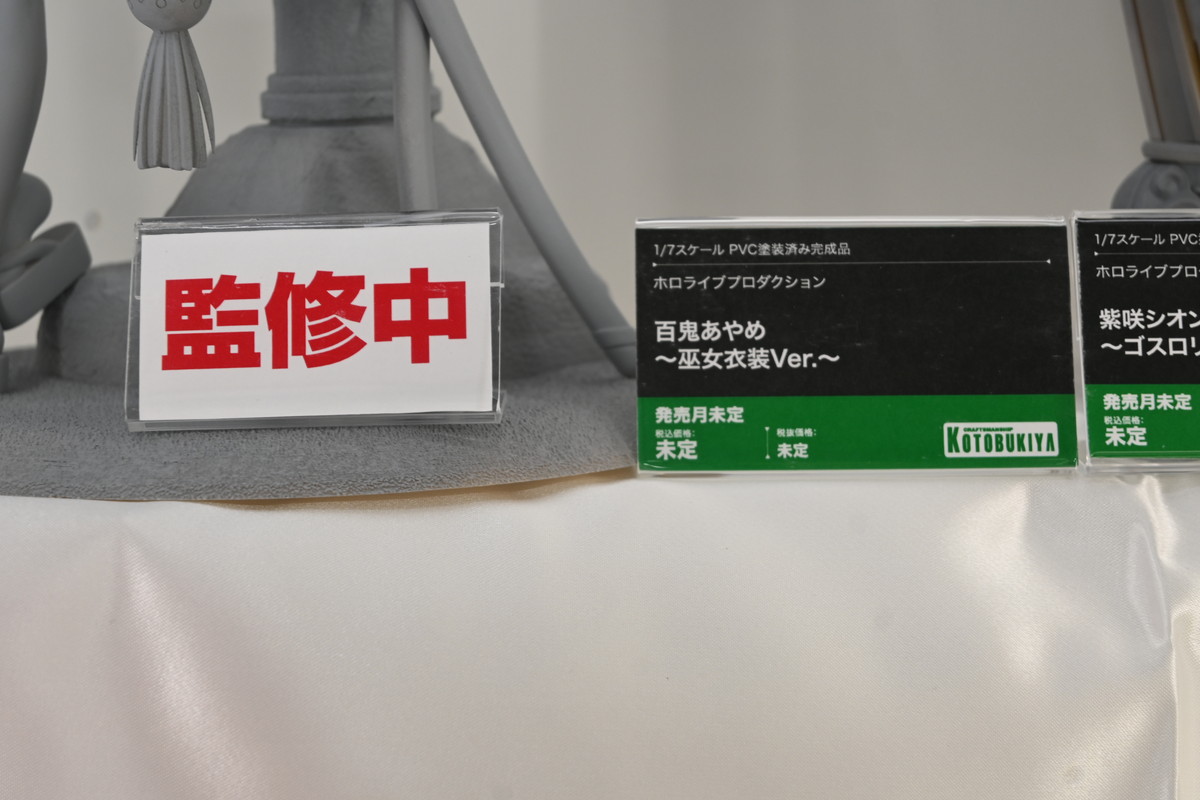 監修中
1/7スケール PVC塗装済み完成品
ホロライブプロダクション
百鬼あやめ
～巫女衣装Ver.～
発売月未定
税込価格:
未定
税抜価格:
未定
CRAFTSMANSHIP
KOTOBUKIYA
1/7スケール PVC
ホロライブプロ
紫咲シオン
～ゴスロリ
発売月未定
税込価格:
未定